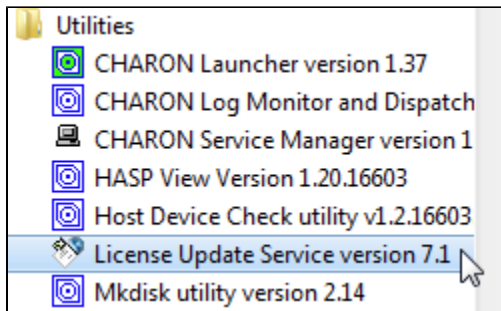 Utilities
CHARON Launcher version 1.37
CHARON Log Monitor and Dispatch
CHARON Service Manager version 1
HASP View Version 1.20.16603
Host Device Check utility v1.2.16603
License Update Service version 7.1
Mkdisk utility version 2.14